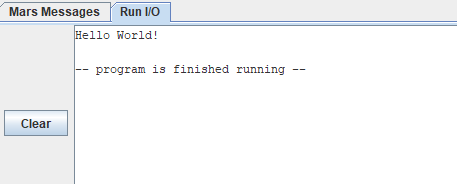 Mars Messages Run I/O
Hello World!
-- program is finished running --
Clear